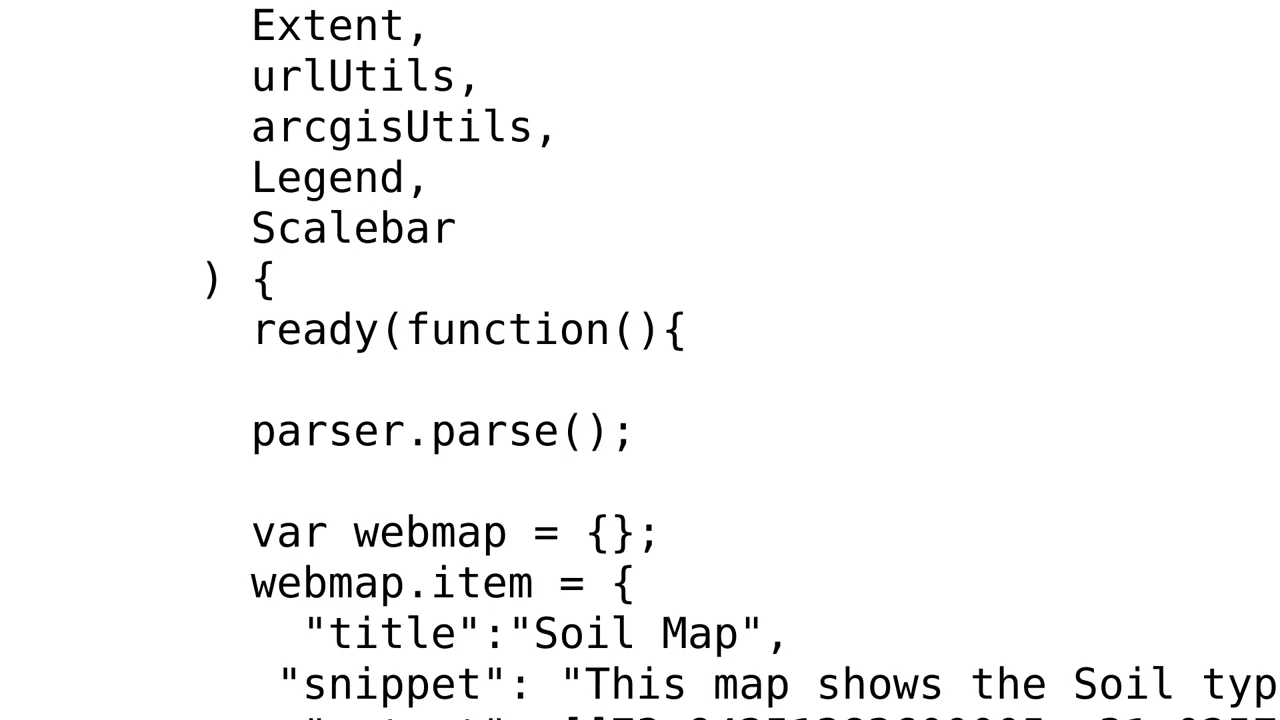 Extent,
urlUtils,
arcgisUtils,
Legend,
Scalebar
) {
ready(function(){
parser.parse();
var webmap = {};
webmap.item = {
"title":"Soil Map",
"snippet": "This map shows the Soil typ